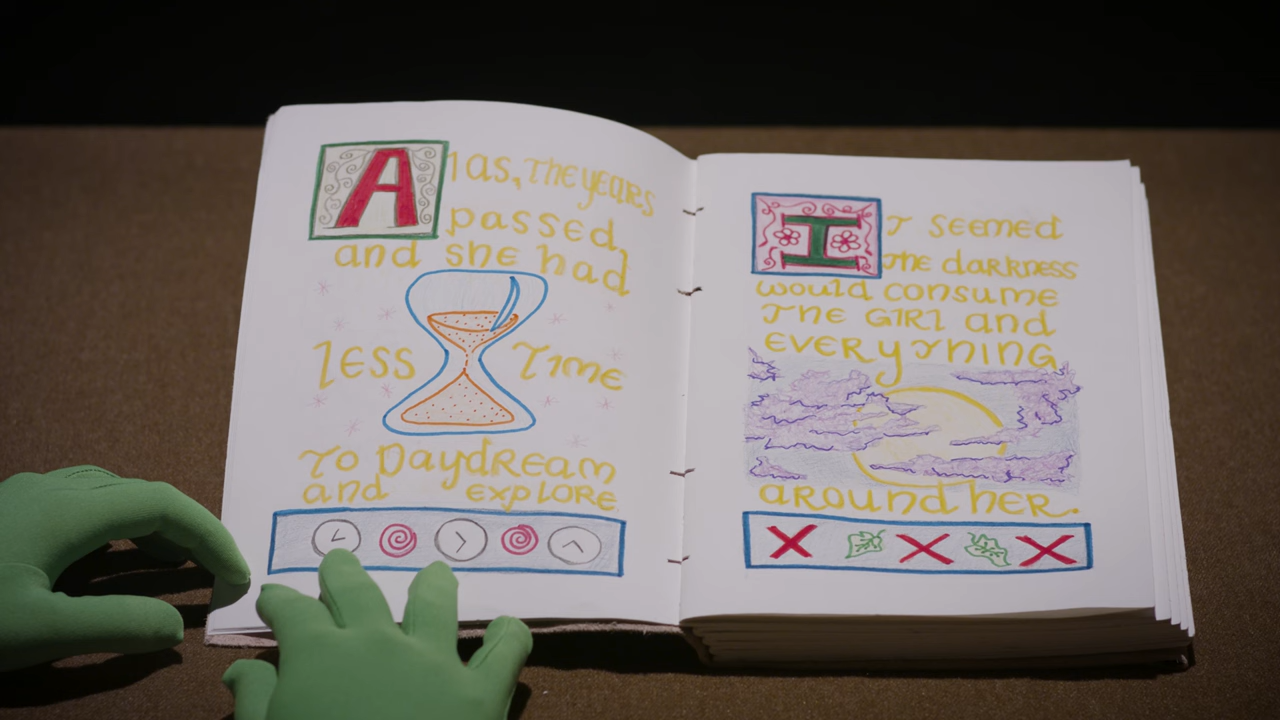 Alas, THE YEARS
passed,
and she had
less TIME
To DaydREam
and EXPLORE
IT SEEMEd
THE daRKNESS
would consume
THE GIRL and
EVERYTHING
aROUNd HER.